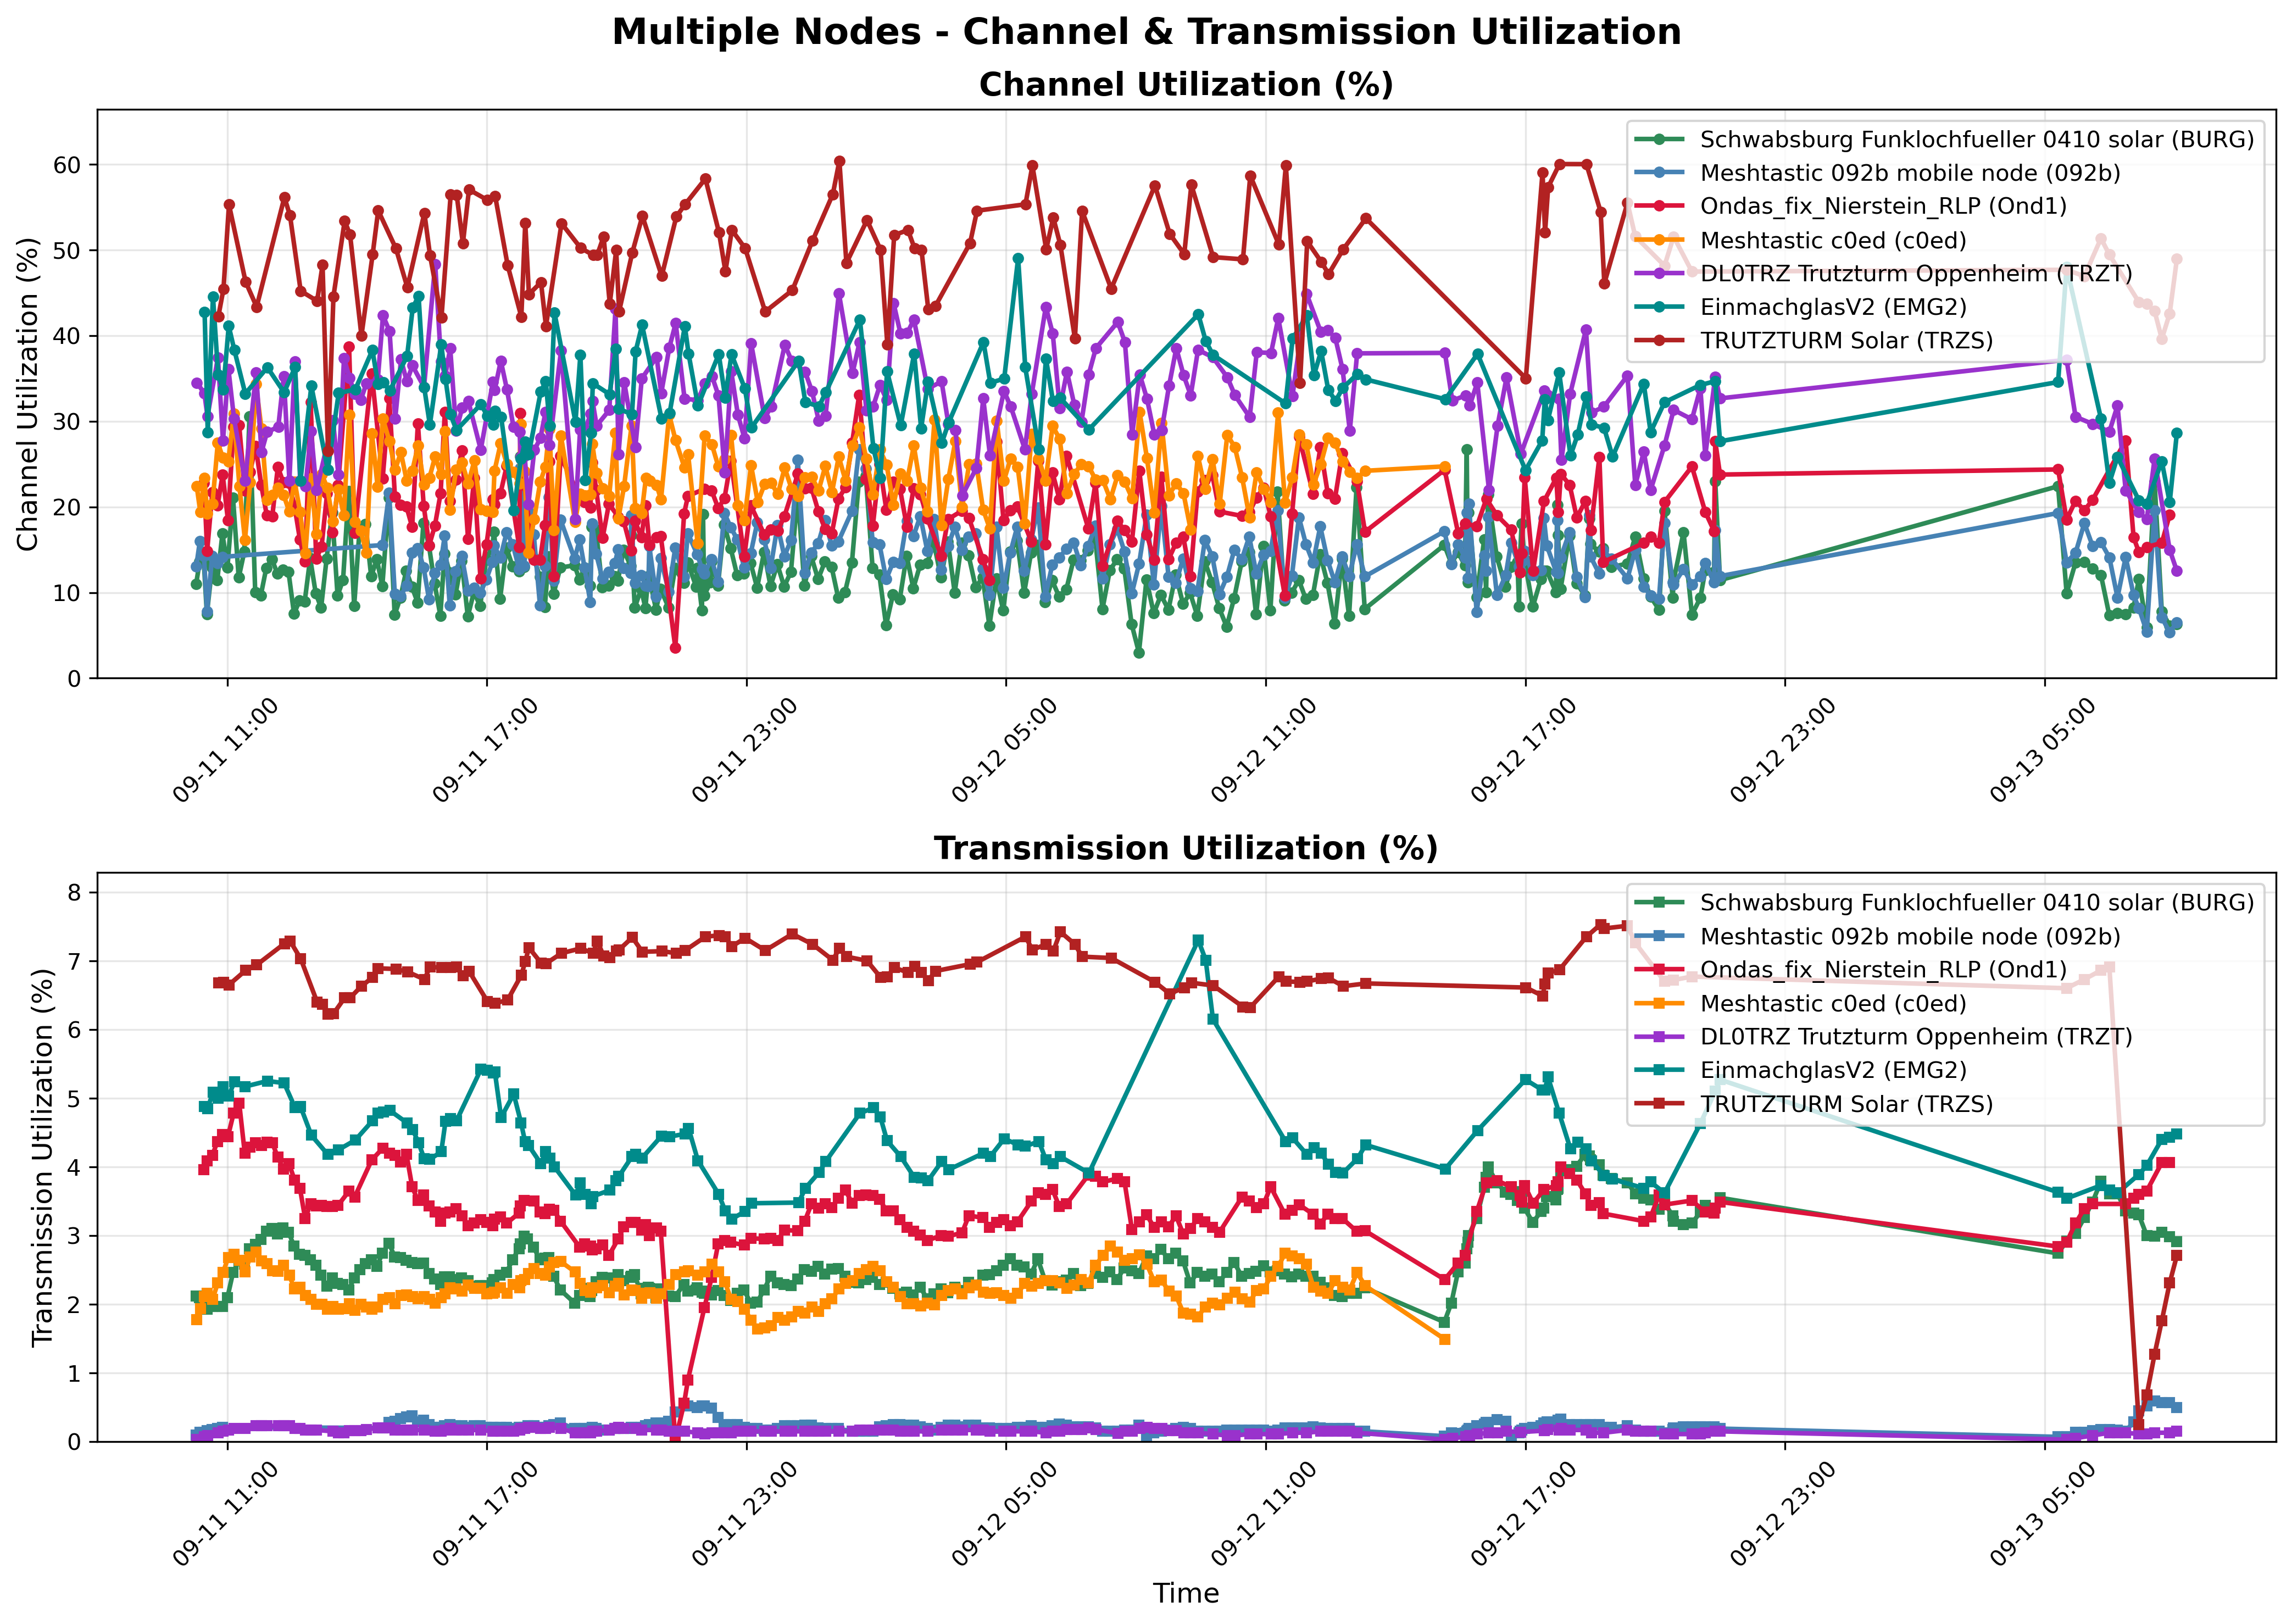 Multiple Nodes - Channel & Transmission Utilization
Channel Utilization (%)
Channel Utilization (%)
60
50
40
30
20
10
0
Schwabsburg Funklochfueller 0410 solar (BURG)
Meshtastic 092b mobile node (092b)
Ondas_fix_Nierstein_RLP (Ond1)
Meshtastic c0ed (c0ed)
DL0TRZ Trutzturm Oppenheim (TRZT)
EinmachglasV2 (EMG2)
TRUTZTURM Solar (TRZS)
09-11 11:00
09-11 17:00
09-11 23:00
09-12 05:00
09-12 11:00
09-12 17:00
09-12 23:00
09-13 05:00
Transmission Utilization (%)
Transmission Utilization (%)
8
7
6
5
4
3
2
1
0
Schwabsburg Funklochfueller 0410 solar (BURG)
Meshtastic 092b mobile node (092b)
Ondas_fix_Nierstein_RLP (Ond1)
Meshtastic c0ed (c0ed)
DL0TRZ Trutzturm Oppenheim (TRZT)
EinmachglasV2 (EMG2)
TRUTZTURM Solar (TRZS)
09-11 11:00
09-11 17:00
09-11 23:00
09-12 05:00
09-12 11:00
09-12 17:00
09-12 23:00
09-13 05:00
Time